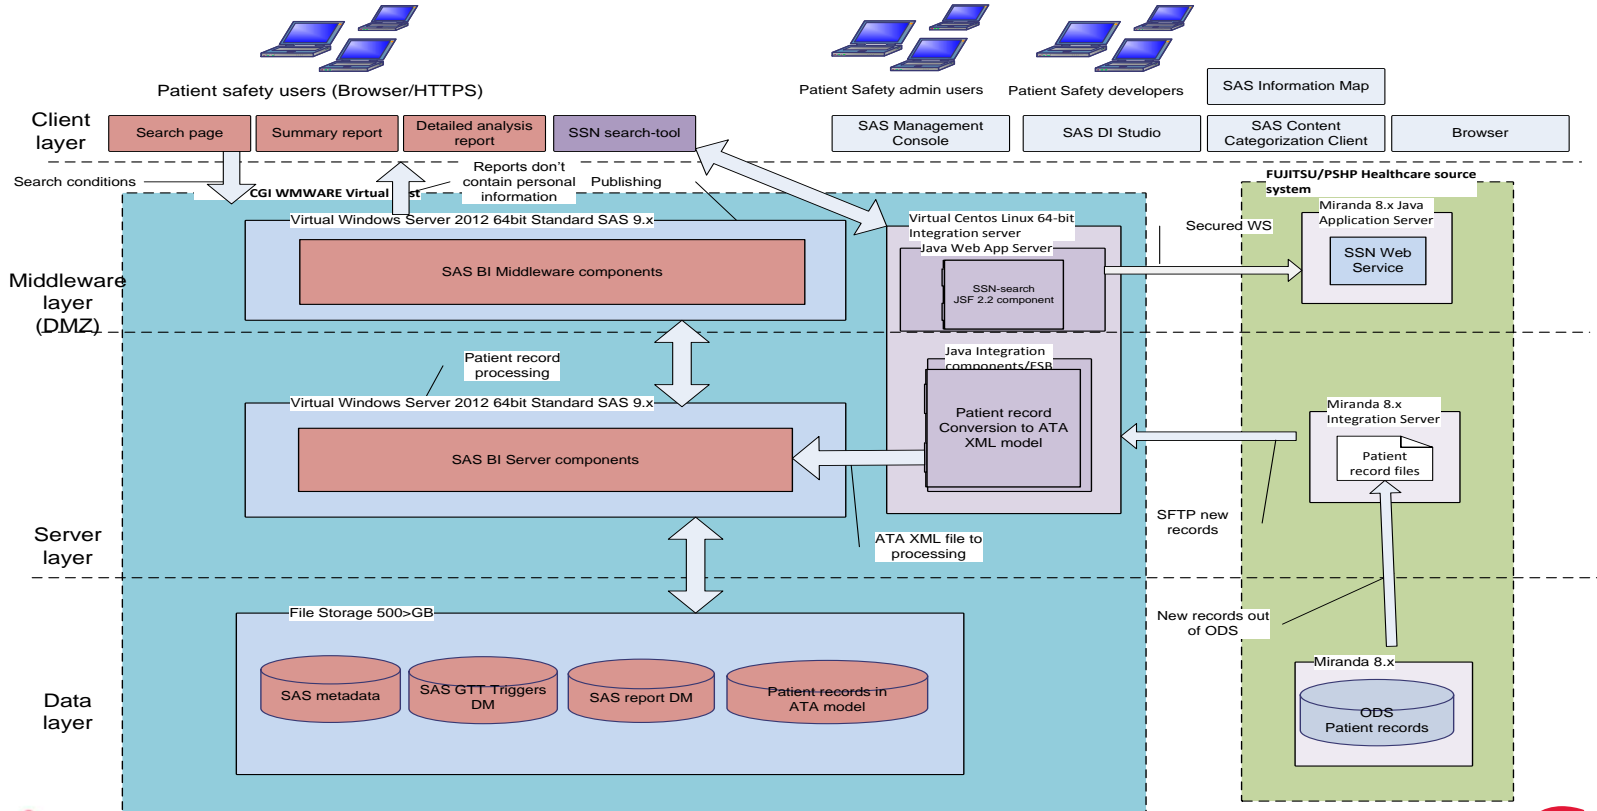 Patient safety users (Browser/HTTPS)
Patient Safety admin users
Patient Safety developers
SAS Information Map
Client
layer
Search page
Summary report
Detailed analysis
report
SSN search-tool
SAS Management
Console
SAS DI Studio
SAS Content
Categorization Client
Browser
Search conditions
Reports don't
contain personal
information
Publishing
CGI WMWARE Virtual
st
FUJITSU/PSHP Healthcare source
system
Virtual Windows Server 2012 64bit Standard SAS 9.x
SAS BI Middleware components
Virtual Centos Linux 64-bit
Integration server
Java Web App Server
SSN-search
JSF 2.2 component
Secured WS
Miranda 8.x Java
Application Server
SSN Web
Service
Middleware
layer
(DMZ)
Patient record
processing
Java Integration
components/ESB
Patient record
Conversion to ATA
XML model
Virtual Windows Server 2012 64bit Standard SAS 9.x
SAS BI Server components
Miranda 8.x
Integration Server
Patient
record files
SFTP new
records
ATA XML file to
processing
Server
layer
File Storage 500>GB
New records out
of ODS
SAS metadata
SAS GTT Triggers
DM
SAS report DM
Patient records in
ATA model
Data
layer
Miranda 8.x
ODS
Patient records